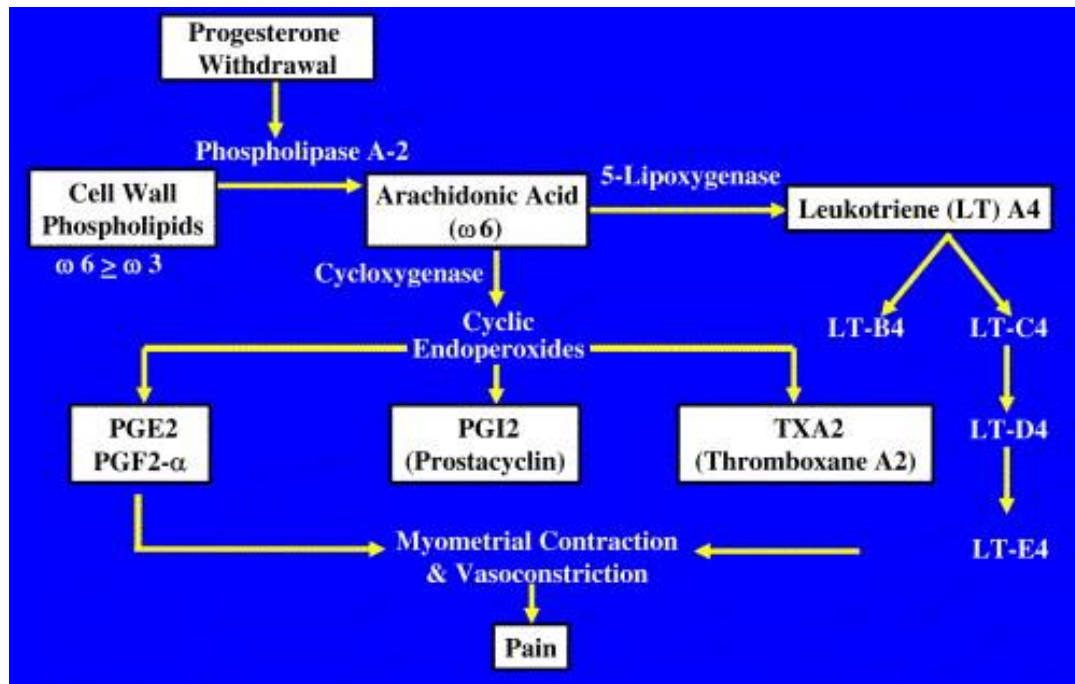 Progesterone
Withdrawal
Phospholipase A-2
5-Lipoxygenase
Cell Wall
Phospholipids
Arachidonic Acid
(ω6)
Leukotriene (LT) A4
ω 6 ≥ ω 3
Cycloxygenase
Cyclic
Endoperoxides
LT-B4
LT-C4
PGE2
PGF2-α
PGI2
(Prostacyclin)
TXA2
(Thromboxane A2)
LT-D4
Myometrial Contraction
& Vasoconstriction
LT-E4
Pain